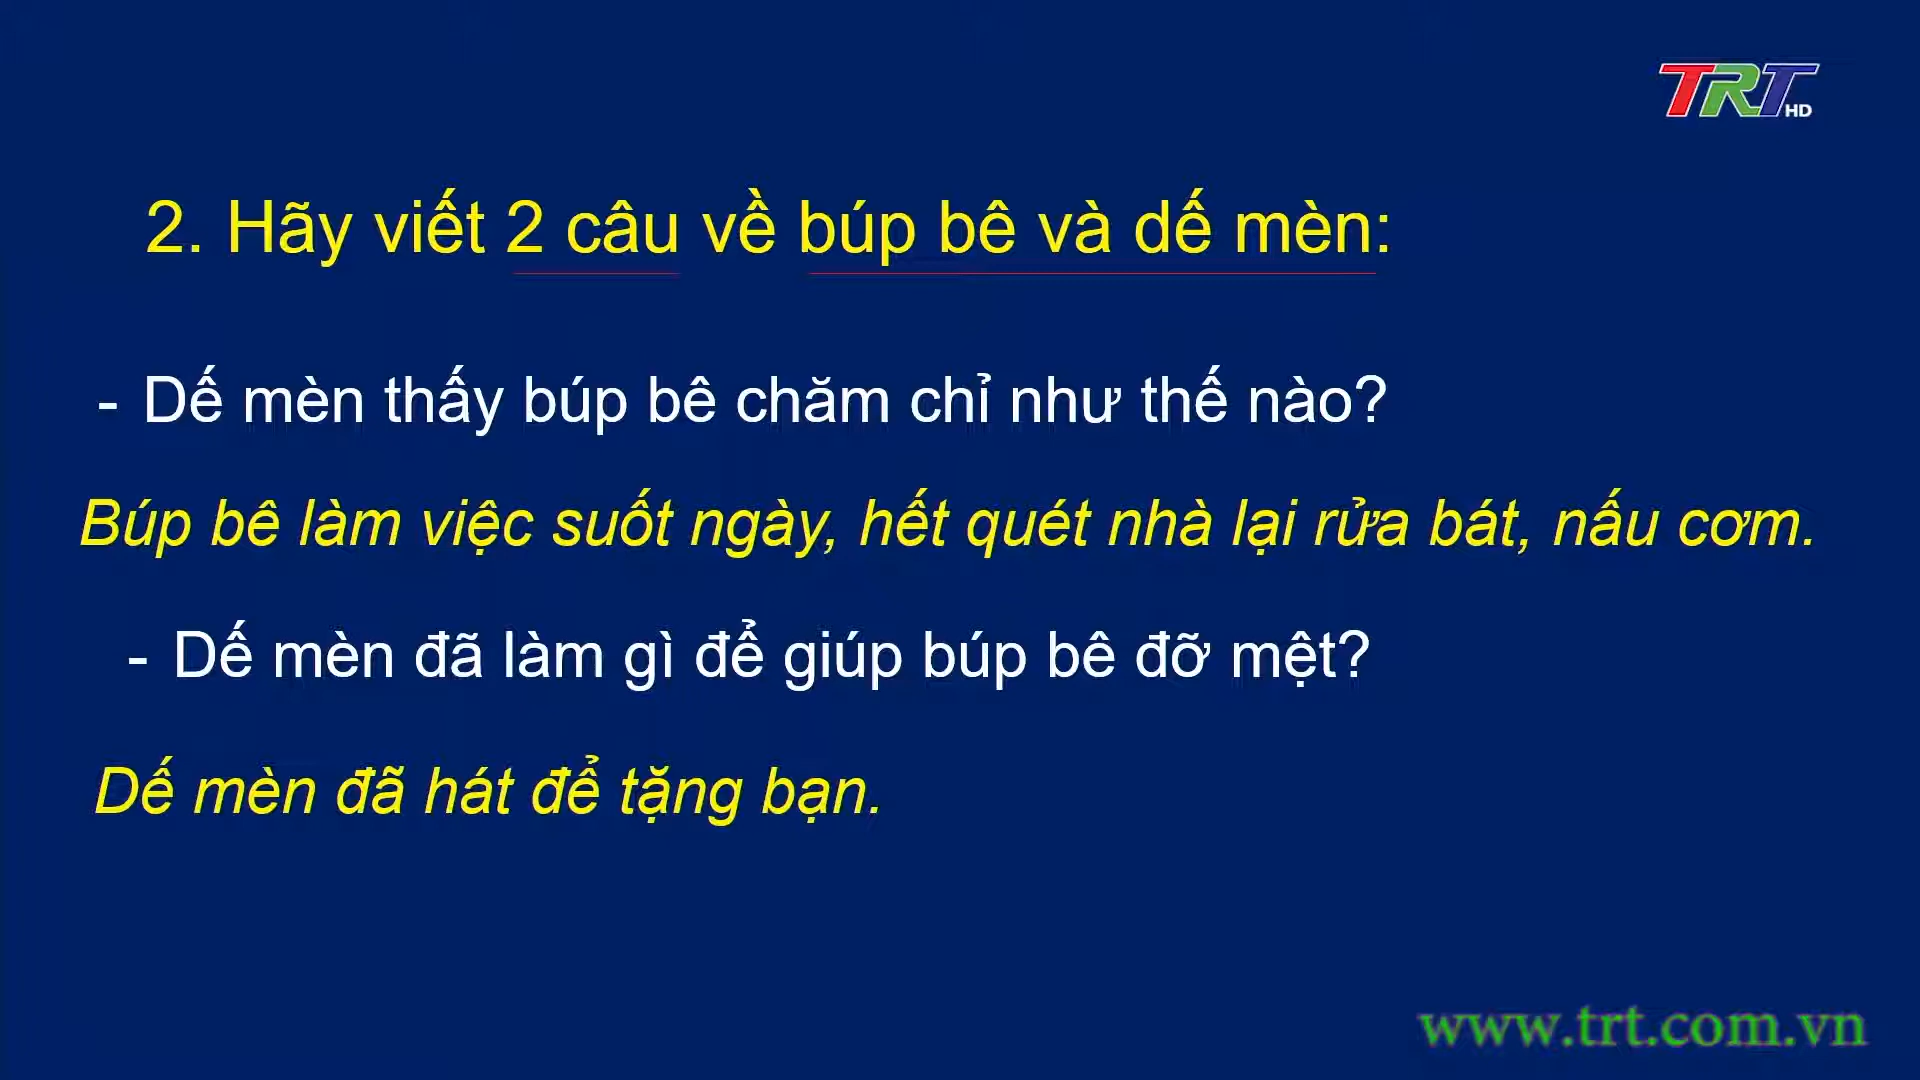 TRT HD
2. Hãy viết 2 câu về búp bê và dế mèn:
- Dế mèn thấy búp bê chăm chỉ như thế nào?
Búp bê làm việc suốt ngày, hết quét nhà lại rửa bát, nấu cơm.
- Dế mèn đã làm gì để giúp búp bê đỡ mệt?
Dế mèn đã hát để tặng bạn.
www.trt.com.vn